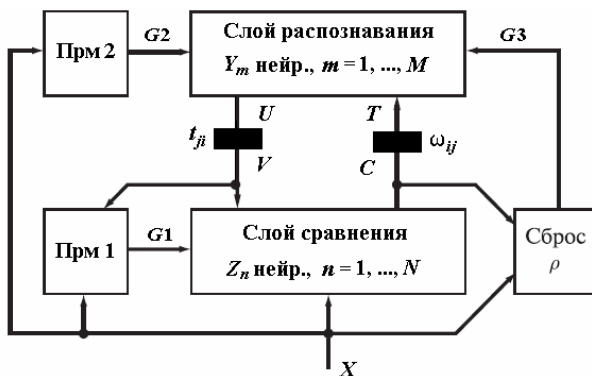 Прм 2
G2
Слой распознавания
Y_m нейр., m = 1, ..., M
G3
U
T
t_ji
ω_ij
V
C
Прм 1
G1
Слой сравнения
Z_n нейр., n = 1, ..., N
Сброс
ρ
X